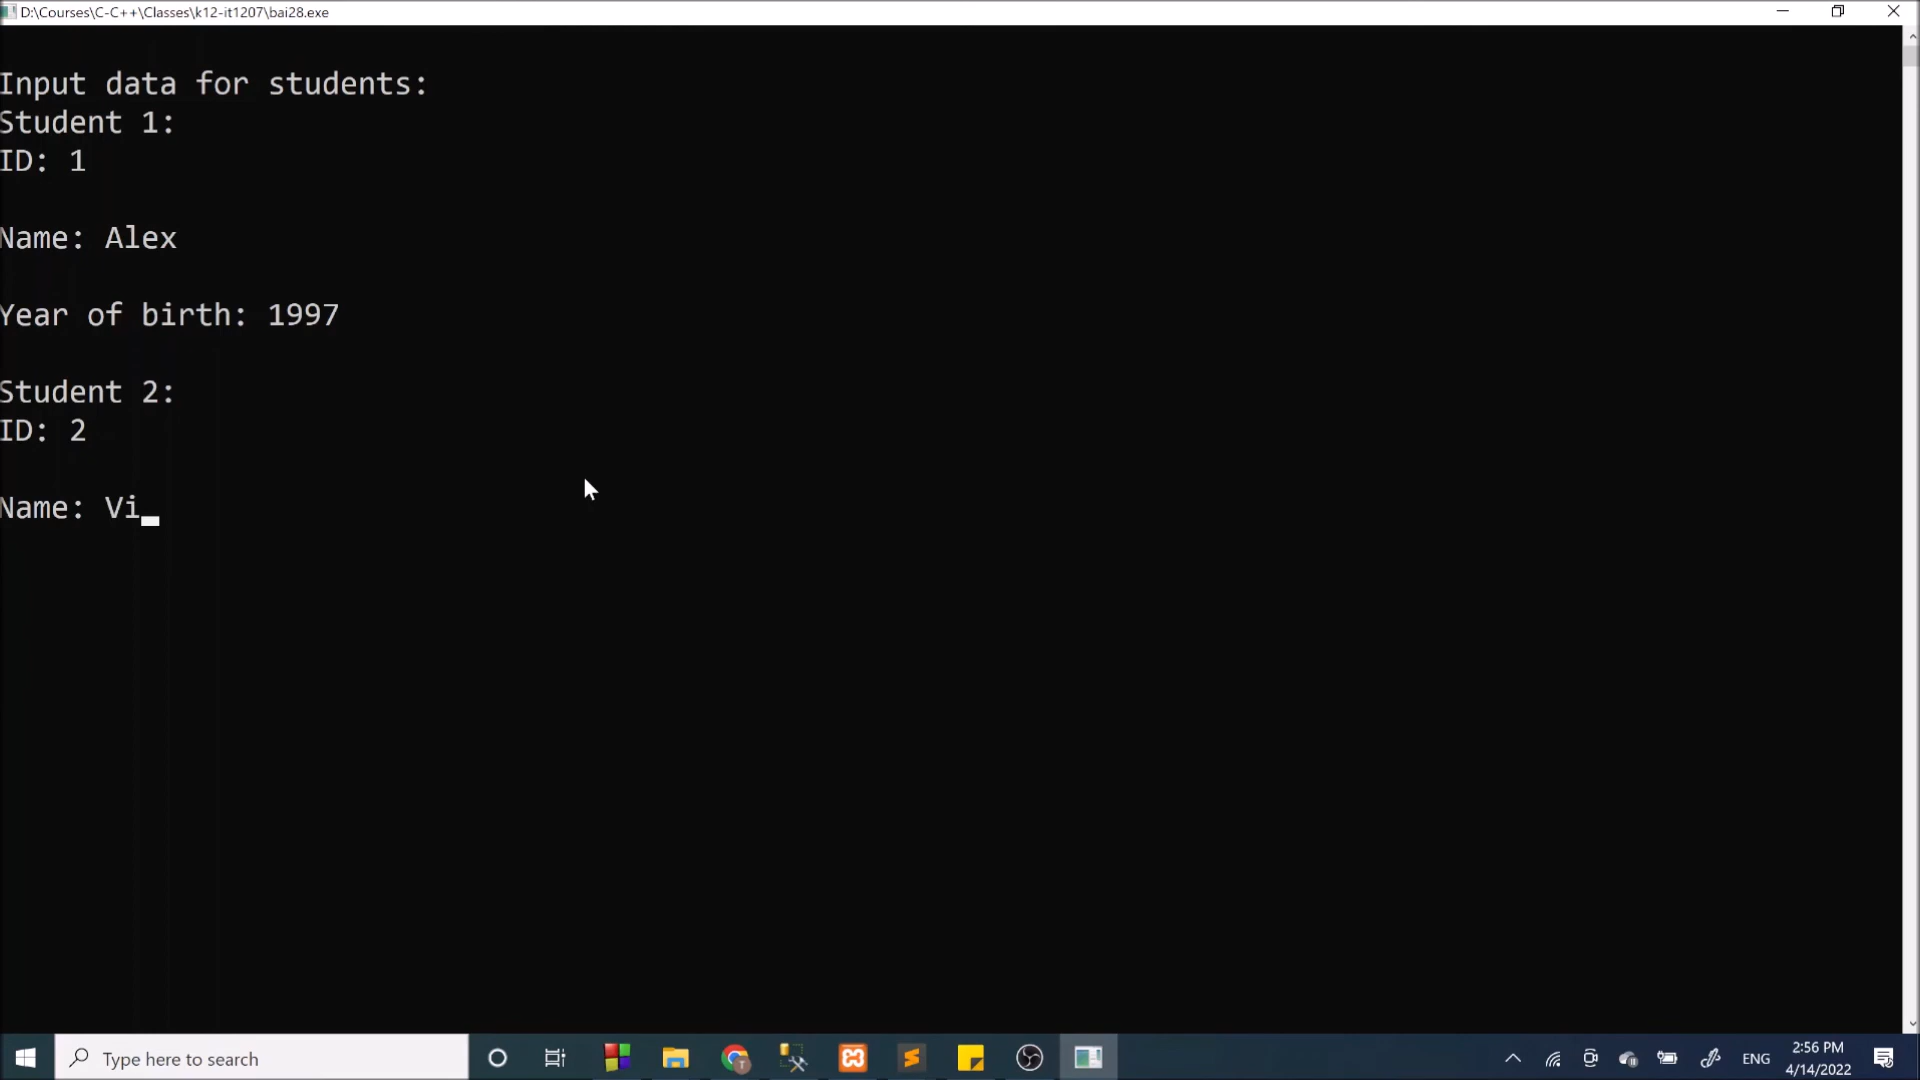 D:\Courses\C-C++\Classes\k12-it1207\bai28.exe
Input data for students:
Student 1:
ID: 1
Name: Alex
Year of birth: 1997
Student 2:
ID: 2
Name: Vi
Type here to search
ENG
2:56 PM
4/14/2022